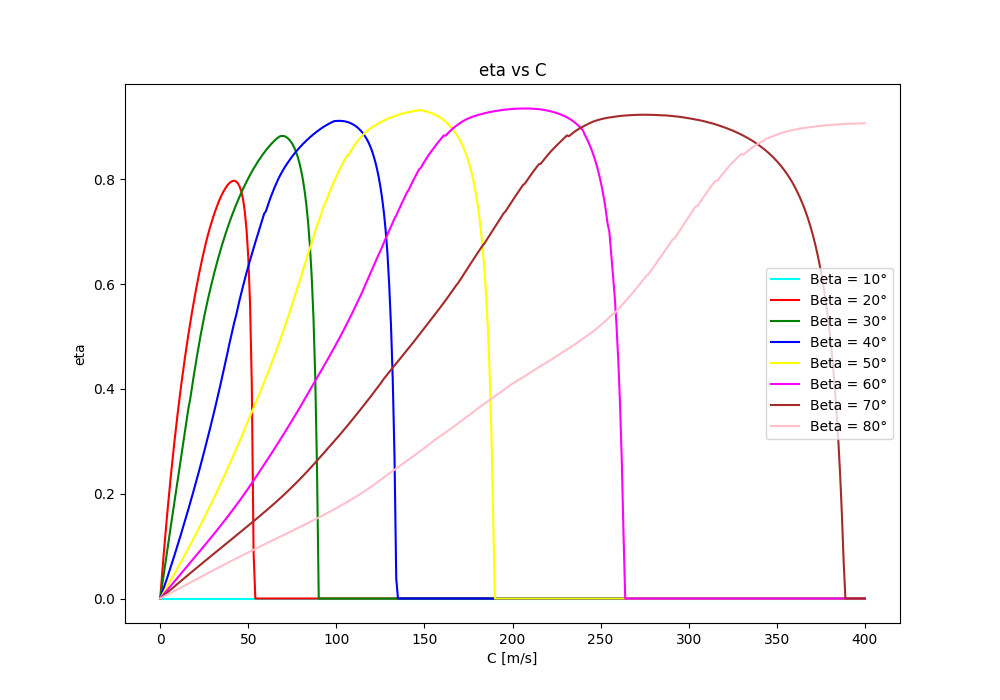 eta vs C
eta
0.8
0.6
0.4
0.2
0.0
0 50 100 150 200 250 300 350 400
C [m/s]
Beta = 10°
Beta = 20°
Beta = 30°
Beta = 40°
Beta = 50°
Beta = 60°
Beta = 70°
Beta = 80°